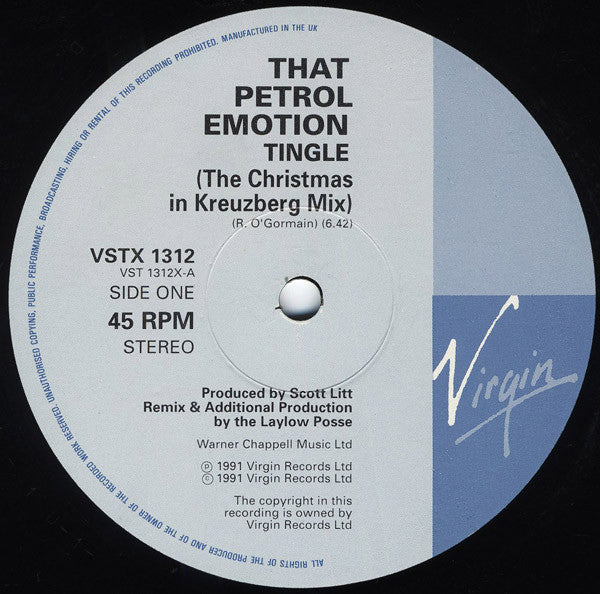 ALL RIGHTS OF THE PRODUCER AND OF THE OWNER OF THE RECORDED WORK RESERVED. UNAUTHORISED COPYING, PUBLIC PERFORMANCE, BROADCASTING, HIRING OR RENTAL OF THIS RECORDING PROHIBITED. MANUFACTURED IN THE UK
THAT
PETROL
EMOTION
TINGLE
(The Christmas
in Kreuzberg Mix)
(R. O'Gormain) (6.42)
VSTX 1312
VST 1312X-A
SIDE ONE
45 RPM
STEREO
Virgin
Produced by Scott Litt
Remix & Additional Production
by the Laylow Posse
Warner Chappell Music Ltd
℗ 1991 Virgin Records Ltd
© 1991 Virgin Records Ltd
The copyright in this
recording is owned by
Virgin Records Ltd